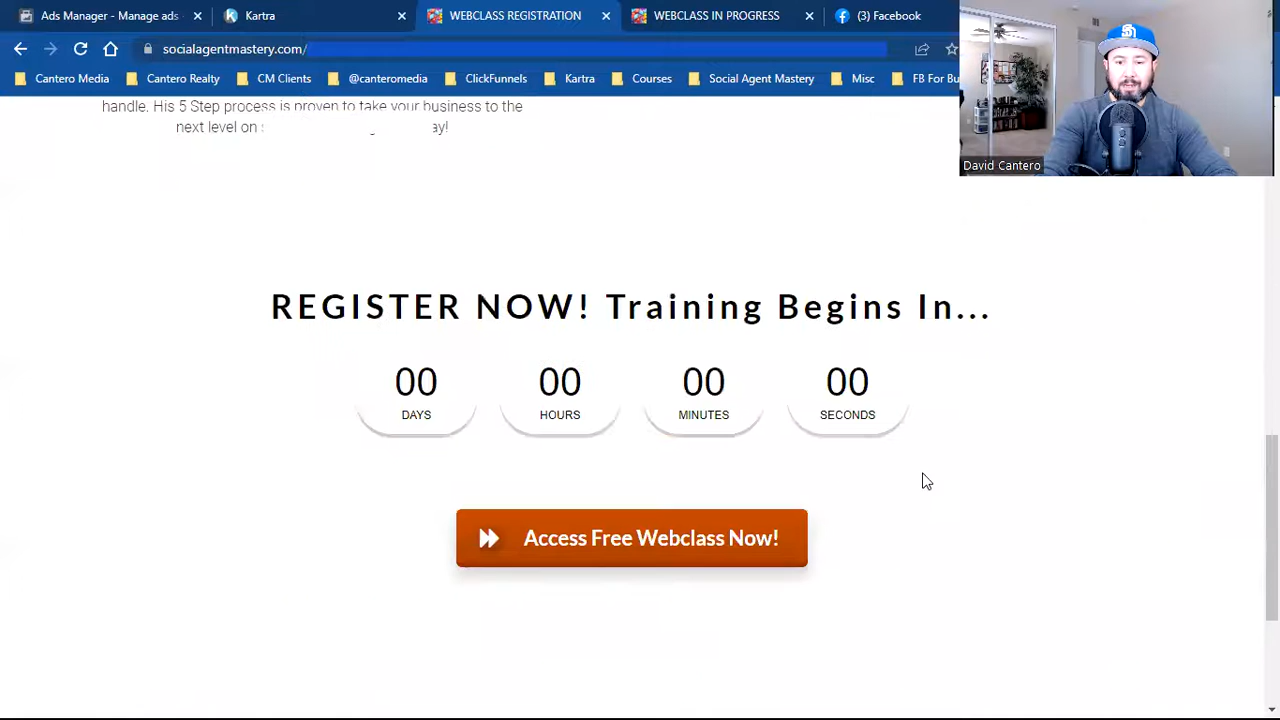 Ads Manager - Manage ads
Kartra
WEBCLASS REGISTRATION
WEBCLASS IN PROGRESS
(3) Facebook
socialagentmastery.com/
Cantero Media
Cantero Realty
CM Clients
@canteromedia
ClickFunnels
Kartra
Courses
Social Agent Mastery
Misc
FB For Bu
David Cantero
handle. His 5 Step process is proven to take your business to the
next level on
ay!
REGISTER NOW! Training Begins In...
00 00 00 00
DAYS HOURS MINUTES SECONDS
Access Free Webclass Now!